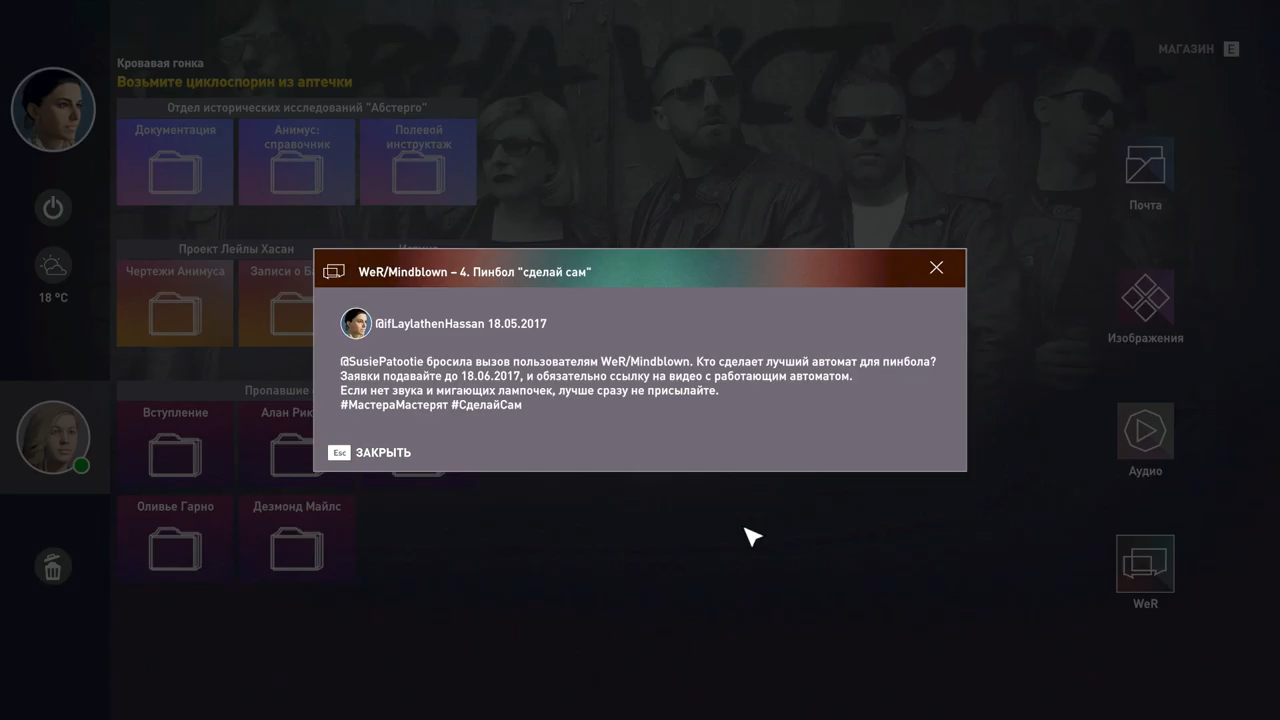 Кровавая гонка
Возьмите циклоспорин из аптечки
МАГАЗИН E
Отдел исторических исследований "Абстерго"
Документация
Анимус: справочник
Полевой инструктаж
Проект Лейлы Хасан
Чертежи Анимуса
Записи о
18 °C
WeR/Mindblown – 4. Пинбол "сделай сам"
@ifLaylathenHassan 18.05.2017
@SusiePatootie бросила вызов пользователям WeR/Mindblown. Кто сделает лучший автомат для пинбола?
Заявки подавайте до 18.06.2017, и обязательно ссылку на видео с работающим автоматом.
Если нет звука и мигающих лампочек, лучше сразу не присылайте.
#МастераМастерят #СделайСам
Esc ЗАКРЫТЬ
Пропавшие
Вступление
Алан Рик
Оливье Гарно
Дезмонд Майлс
Почта
Изображения
Аудио
WeR